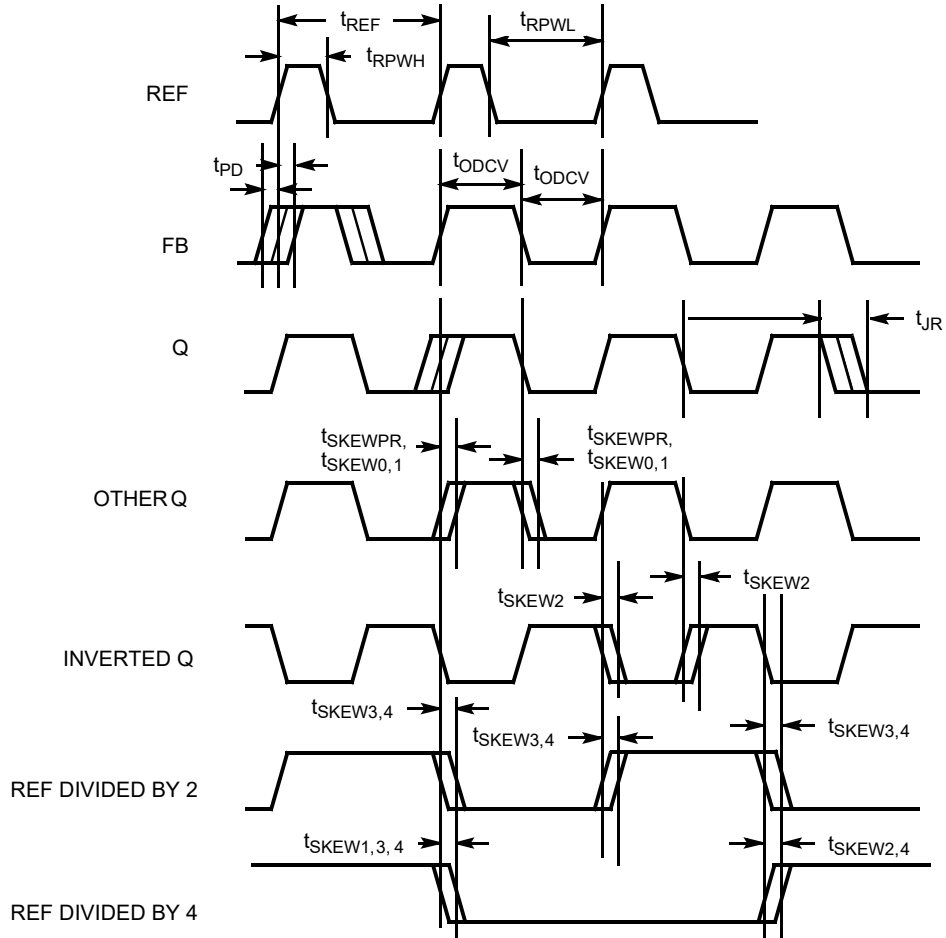 tREF
tRPWL
tRPWH
REF
tPD
tODCV
tODCV
FB
tJR
Q
tSKEWPR,
tSKEW0,1
tSKEWPR,
tSKEW0,1
OTHER Q
tSKEW2
tSKEW2
INVERTED Q
tSKEW3,4
tSKEW3,4
tSKEW3,4
REF DIVIDED BY 2
tSKEW1,3,4
tSKEW2,4
REF DIVIDED BY 4